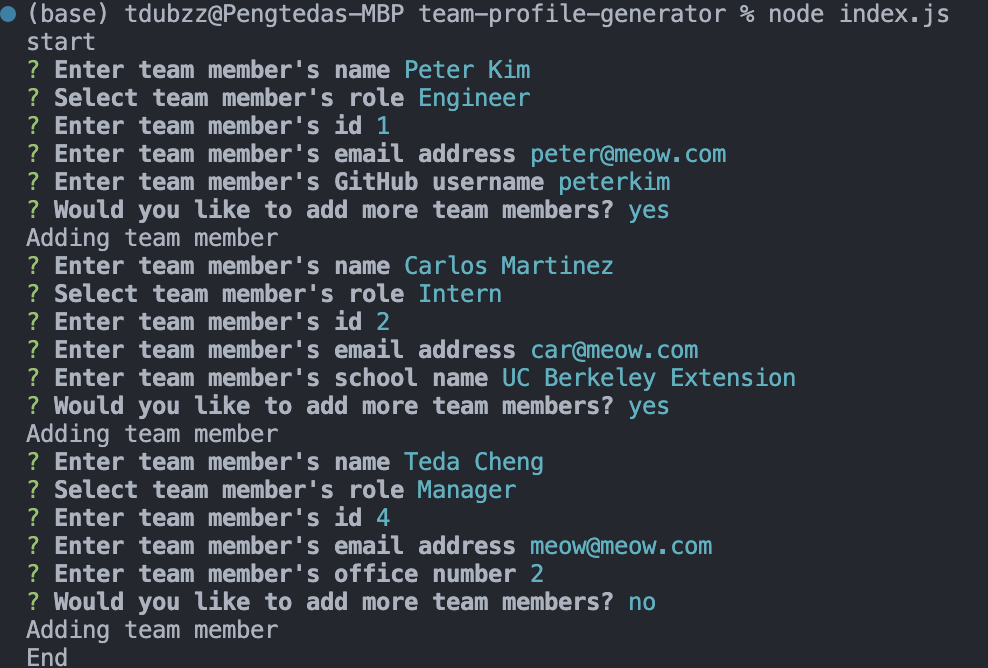 (base) tdubzz@Pengtedas-MBP team-profile-generator % node index.js
start
? Enter team member's name Peter Kim
? Select team member's role Engineer
? Enter team member's id 1
? Enter team member's email address peter@meow.com
? Enter team member's GitHub username peterkim
? Would you like to add more team members? yes
Adding team member
? Enter team member's name Carlos Martinez
? Select team member's role Intern
? Enter team member's id 2
? Enter team member's email address car@meow.com
? Enter team member's school name UC Berkeley Extension
? Would you like to add more team members? yes
Adding team member
? Enter team member's name Teda Cheng
? Select team member's role Manager
? Enter team member's id 4
? Enter team member's email address meow@meow.com
? Enter team member's office number 2
? Would you like to add more team members? no
Adding team member
End